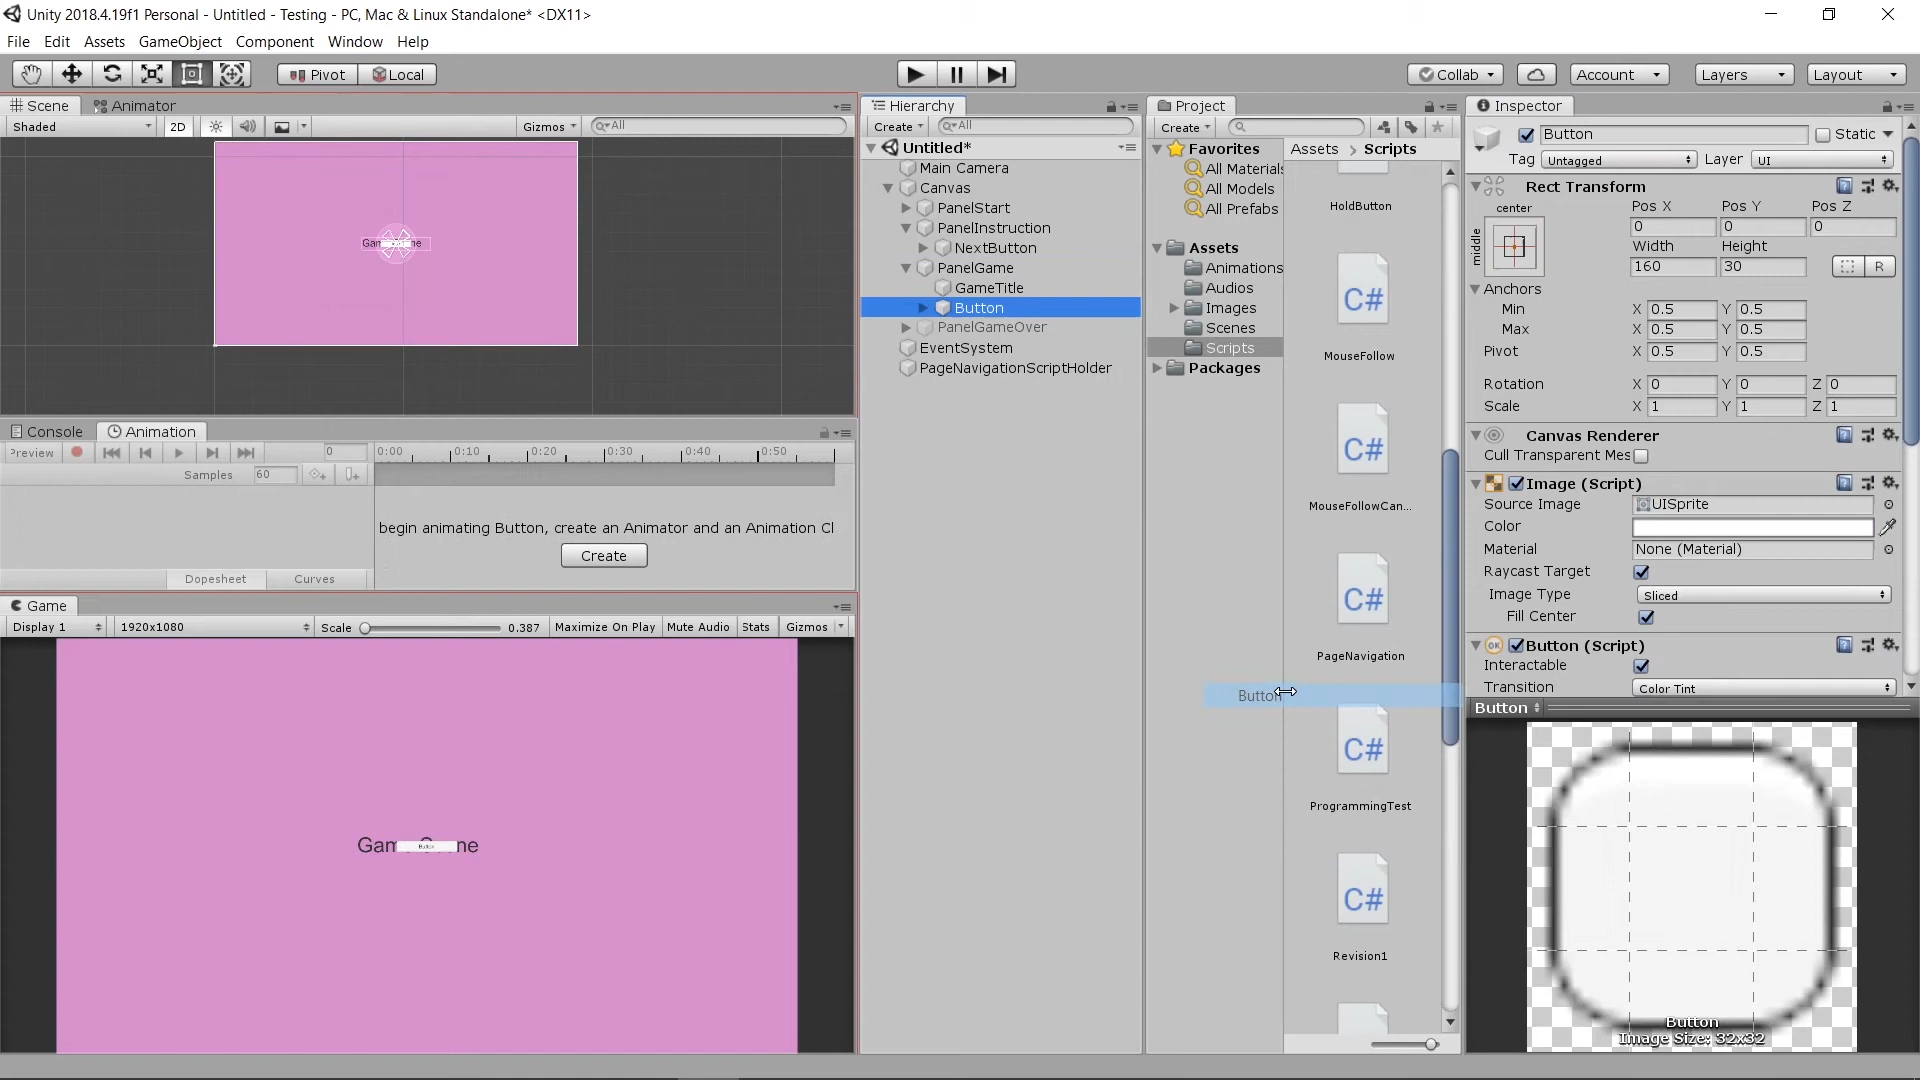 Unity 2018.4.19f1 Personal - Untitled - Testing - PC, Mac & Linux Standalone* <DX11>
File Edit Assets GameObject Component Window Help
Pivot Local Collab Account Layers Layout
Scene Animator
Shaded 2D Gizmos All
Console Animation
Preview 0 0:00 0:10 0:20 0:30 0:40 0:50
Samples 60
begin animating Button, create an Animator and an Animation Cl
Create
Dopesheet Curves
Game
Display 1 1920x1080 Scale 0.387 Maximize On Play Mute Audio Stats Gizmos
Button
Hierarchy
Create All
Untitled*
Main Camera
Canvas
PanelStart
PanelInstruction
NextButton
PanelGame
GameTitle
Button
PanelGameOver
EventSystem
PageNavigationScriptHolder
Project
Create
Favorites
All Materials
All Models
All Prefabs
Assets
Animations
Audios
Images
Scenes
Scripts
Packages
Assets > Scripts
HoldButton
C#
MouseFollow
C#
MouseFollowCan...
C#
PageNavigation
Button
C#
ProgrammingTest
C#
Revision1
Inspector
Button Static
Tag Untagged Layer UI
Rect Transform
center
middle
Pos X Pos Y Pos Z
0 0 0
Width Height
160 30 R
Anchors
Min X 0.5 Y 0.5
Max X 0.5 Y 0.5
Pivot X 0.5 Y 0.5
Rotation X 0 Y 0 Z 0
Scale X 1 Y 1 Z 1
Canvas Renderer
Cull Transparent Mes
Image (Script)
Source Image UISprite
Color
Material None (Material)
Raycast Target
Image Type Sliced
Fill Center
OK Button (Script)
Interactable
Transition Color Tint
Button
Button
Image Size: 32x32